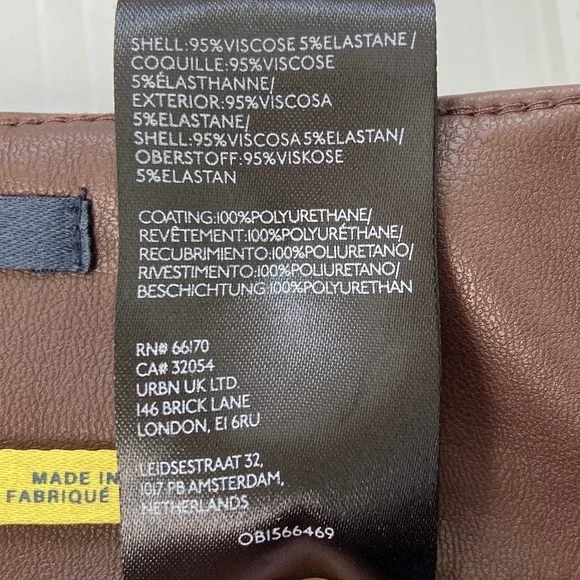 SHELL:95%VISCOSE 5%ELASTANE/
COQUILLE:95%VISCOSE
5%ÉLASTHANNE/
EXTERIOR:95%VISCOSA
5%ELASTANE/
SHELL:95%VISCOSA5%ELASTAN/
OBERSTOFF:95%VISKOSE
5%ELASTAN
COATING:100%POLYURETHANE/
REVÊTEMENT:100%POLYURÉTHANE/
RECUBRIMIENTO:100%POLIURETANO/
RIVESTIMENTO:100%POLIURETANO/
BESCHICHTUNG:100%POLYURETHAN
RN# 66170
CA# 32054
URBN UK LTD.
146 BRICK LANE
LONDON, E1 6RU
LEIDSESTRAAT 32,
1017 PB AMSTERDAM,
NETHERLANDS
OB1566469
MADE IN
FABRIQUÉ